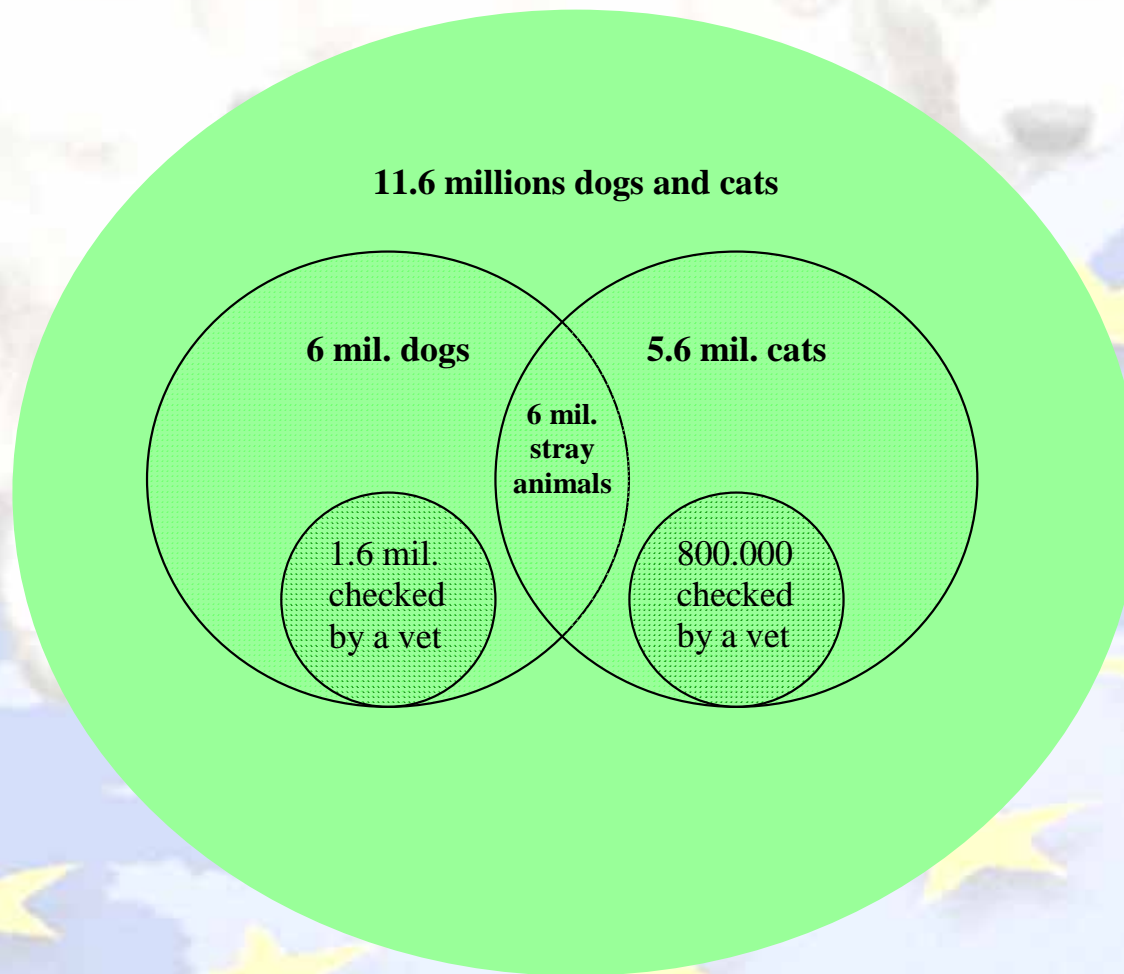 11.6 millions dogs and cats
6 mil. dogs
5.6 mil. cats
6 mil.
stray
animals
1.6 mil.
checked
by a vet
800.000
checked
by a vet